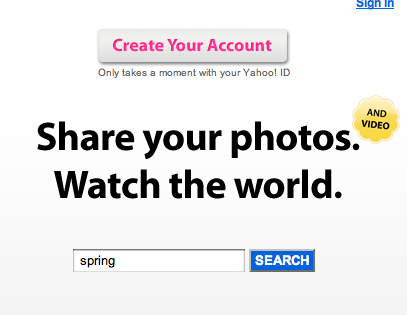 Sign in
Create Your Account
Only takes a moment with your Yahoo! ID
AND
VIDEO
Share your photos.
Watch the world.
spring
SEARCH